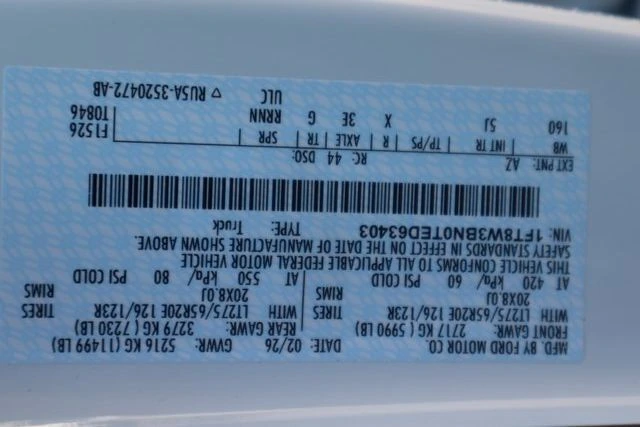 MFD. BY FORD MOTOR CO.
DATE: 02/26 GVWR: 5216 KG (11499 LB)
FRONT GAWR: 2717 KG ( 5990 LB) REAR GAWR: 3279 KG ( 7230 LB)
WITH LT275/65R20E 126/123R TIRES WITH LT275/65R20E 126/123R TIRES
20X8.0J RIMS 20X8.0J RIMS
AT 420 kPa/ 60 PSI COLD AT 550 kPa/ 80 PSI COLD
THIS VEHICLE CONFORMS TO ALL APPLICABLE FEDERAL MOTOR VEHICLE
SAFETY STANDARDS IN EFFECT ON THE DATE OF MANUFACTURE SHOWN ABOVE.
VIN: 1FT8W3BN0TED63403 TYPE: Truck
EXT PNT: AZ RC: 44 DSO:
WB INT TR TP/PS R AXLE TR SPR F1526
160 5J X 3E G RRNN T0846
ULC ▽ RU5A-3520472-AB